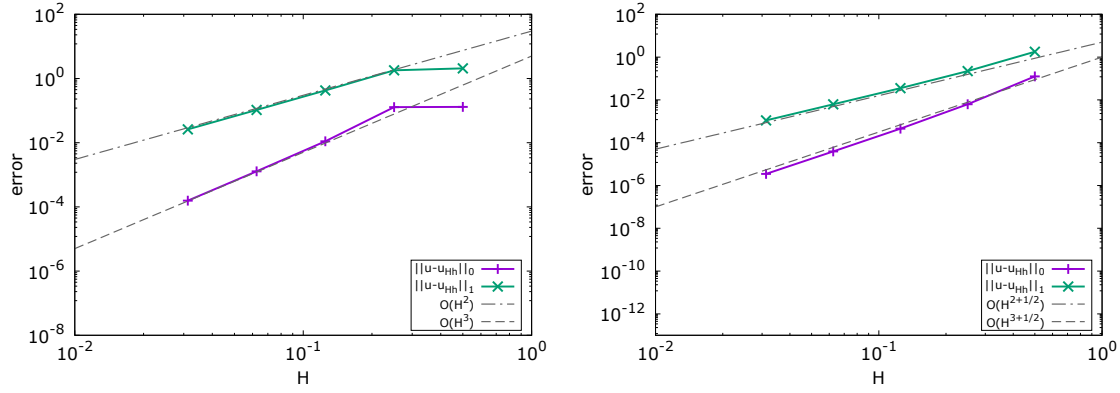 10^2
10^0
10^-2
10^-4
10^-6
10^-8
error
10^-2
10^-1
10^0
H
||u-u_Hh||_0
||u-u_Hh||_1
O(H^2)
O(H^3)
10^2
10^0
10^-2
10^-4
10^-6
10^-8
10^-10
10^-12
error
10^-2
10^-1
10^0
H
||u-u_Hh||_0
||u-u_Hh||_1
O(H^2+1/2)
O(H^3+1/2)